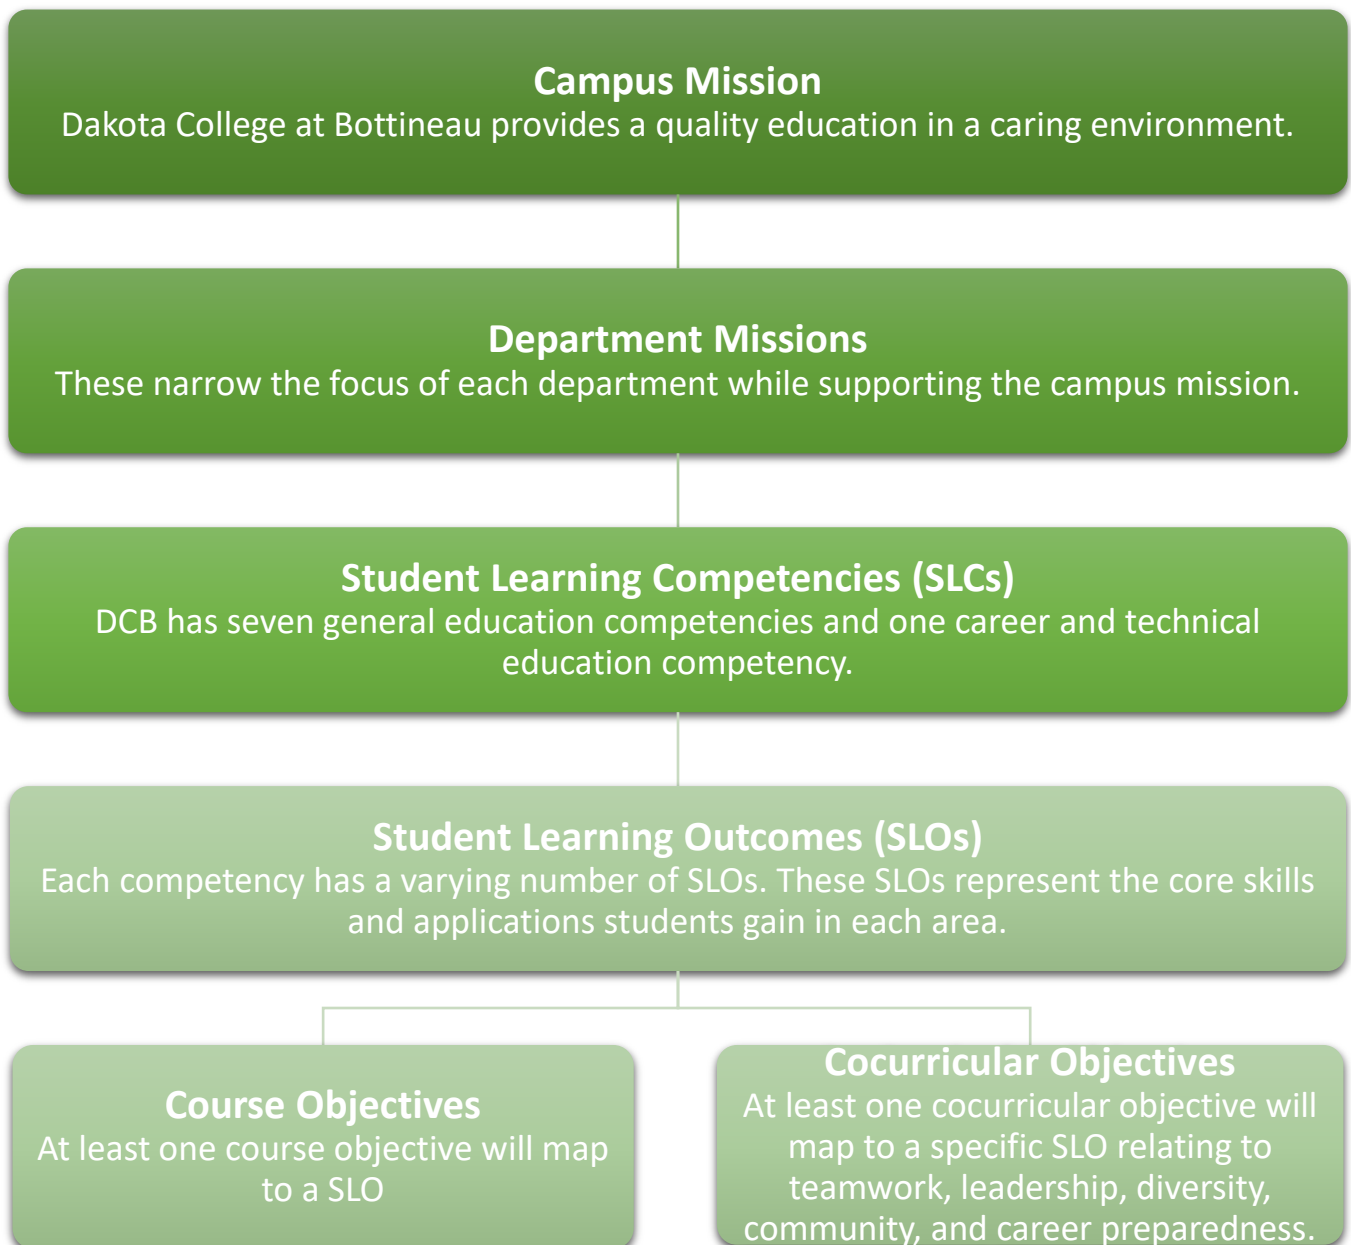 Campus Mission
Dakota College at Bottineau provides a quality education in a caring environment.
Department Missions
These narrow the focus of each department while supporting the campus mission.
Student Learning Competencies (SLCs)
DCB has seven general education competencies and one career and technical
education competency.
Student Learning Outcomes (SLOs)
Each competency has a varying number of SLOs. These SLOs represent the core skills
and applications students gain in each area.
Course Objectives
At least one course objective will map
to a SLO
Cocurricular Objectives
At least one cocurricular objective will
map to a specific SLO relating to
teamwork, leadership, diversity,
community, and career preparedness.